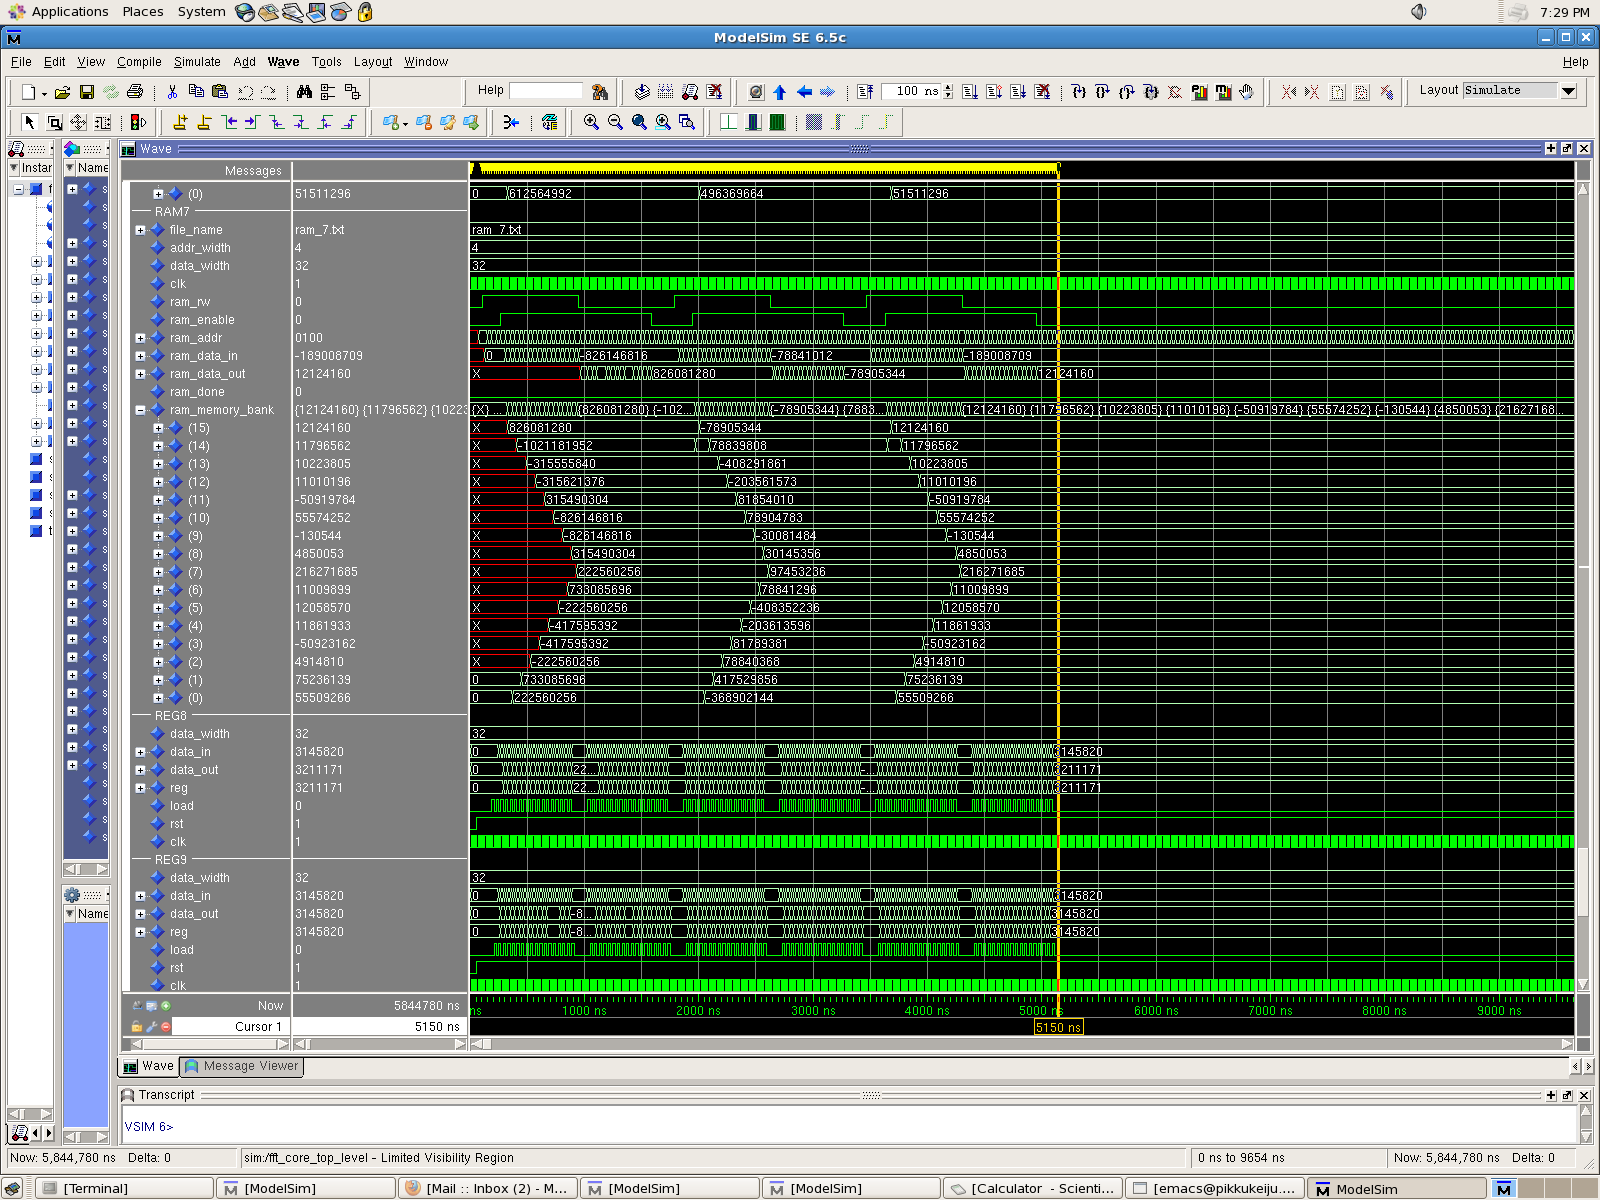 Applications Places System 7:29 PM
ModelSim SE 6.5c
File Edit View Compile Simulate Add Wave Tools Layout Window Help
Help 100 ns Layout Simulate
Wave
Instar Name Messages
(0) 51511296 0 612564992 496369664 51511296
RAM7
file_name ram_7.txt ram_7.txt
addr_width 4 4
data_width 32 32
clk 1
ram_rw 0
ram_enable 0
ram_addr 0100
ram_data_in -189008709 0 -826146816 -78841012 -189008709
ram_data_out 12124160 X 826081280 -78905344 12124160
ram_done 0
ram_memory_bank {12124160} {11796562} {10223 {X} ... {826081280} {-102... {-78905344} {7883... {12124160} {11796562} {10223805} {11010196} {-50919784} {55574252} {-130544} {4850053} {21627168...
(15) 12124160 X 826081280 -78905344 12124160
(14) 11796562 X -1021181952 78839808 11796562
(13) 10223805 X -315555840 -408291861 10223805
(12) 11010196 X -315621376 -203561573 11010196
(11) -50919784 X 315490304 81854010 -50919784
(10) 55574252 X -826146816 78904783 55574252
(9) -130544 X -826146816 -30081484 -130544
(8) 4850053 X 315490304 30145356 4850053
(7) 216271685 X 222560256 97453236 216271685
(6) 11009899 X 733085696 78841296 11009899
(5) 12058570 X -222560256 -408352236 12058570
(4) 11861933 X -417595392 -203613596 11861933
(3) -50923162 X -417595392 81789381 -50923162
(2) 4914810 X -222560256 78840368 4914810
(1) 75236139 0 733085696 417529856 75236139
(0) 55509266 0 222560256 -368902144 55509266
REG8
data_width 32 32
data_in 3145820 0 3145820
data_out 3211171 0 22... -... 3211171
reg 3211171 0 22... -... 3211171
load 0
rst 1
clk 1
REG9
data_width 32 32
data_in 3145820 0 3145820
data_out 3145820 0 -8... 3145820
reg 3145820 0 -8... 3145820
load 0
rst 1
clk 1
Now 5844780 ns ns 1000 ns 2000 ns 3000 ns 4000 ns 5000 ns 6000 ns 7000 ns 8000 ns 9000 ns
Name Cursor 1 5150 ns 5150 ns
Wave Message Viewer
Transcript
VSIM 6>
Now: 5,844,780 ns Delta: 0 sim:/fft_core_top_level - Limited Visibility Region 0 ns to 9654 ns Now: 5,844,780 ns Delta: 0
[Terminal] [ModelSim] [Mail :: Inbox (2) - M... [ModelSim] [ModelSim] [Calculator - Scienti... [emacs@pikkukeiju.... ModelSim